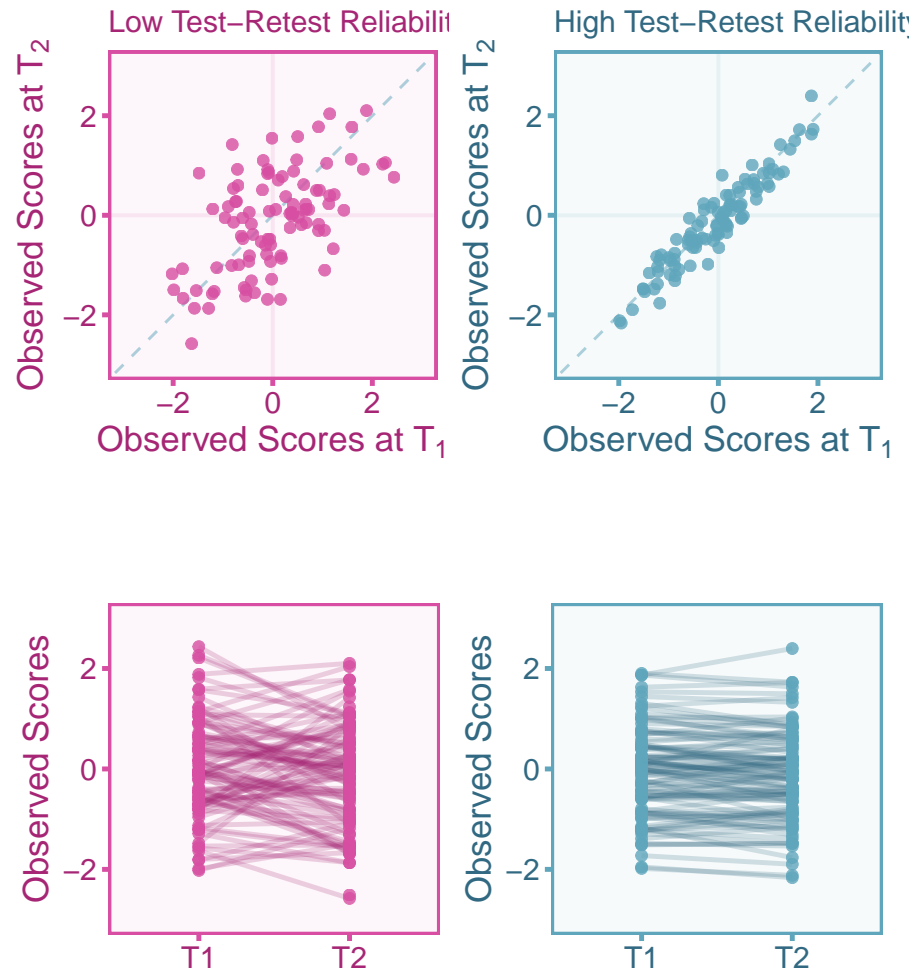 Low Test−Retest Reliabilit
High Test−Retest Reliability
Observed Scores at T2
2
0
−2
−2 0 2
Observed Scores at T1
Observed Scores at T2
2
0
−2
−2 0 2
Observed Scores at T1
Observed Scores
2
0
−2
T1 T2
Observed Scores
2
0
−2
T1 T2